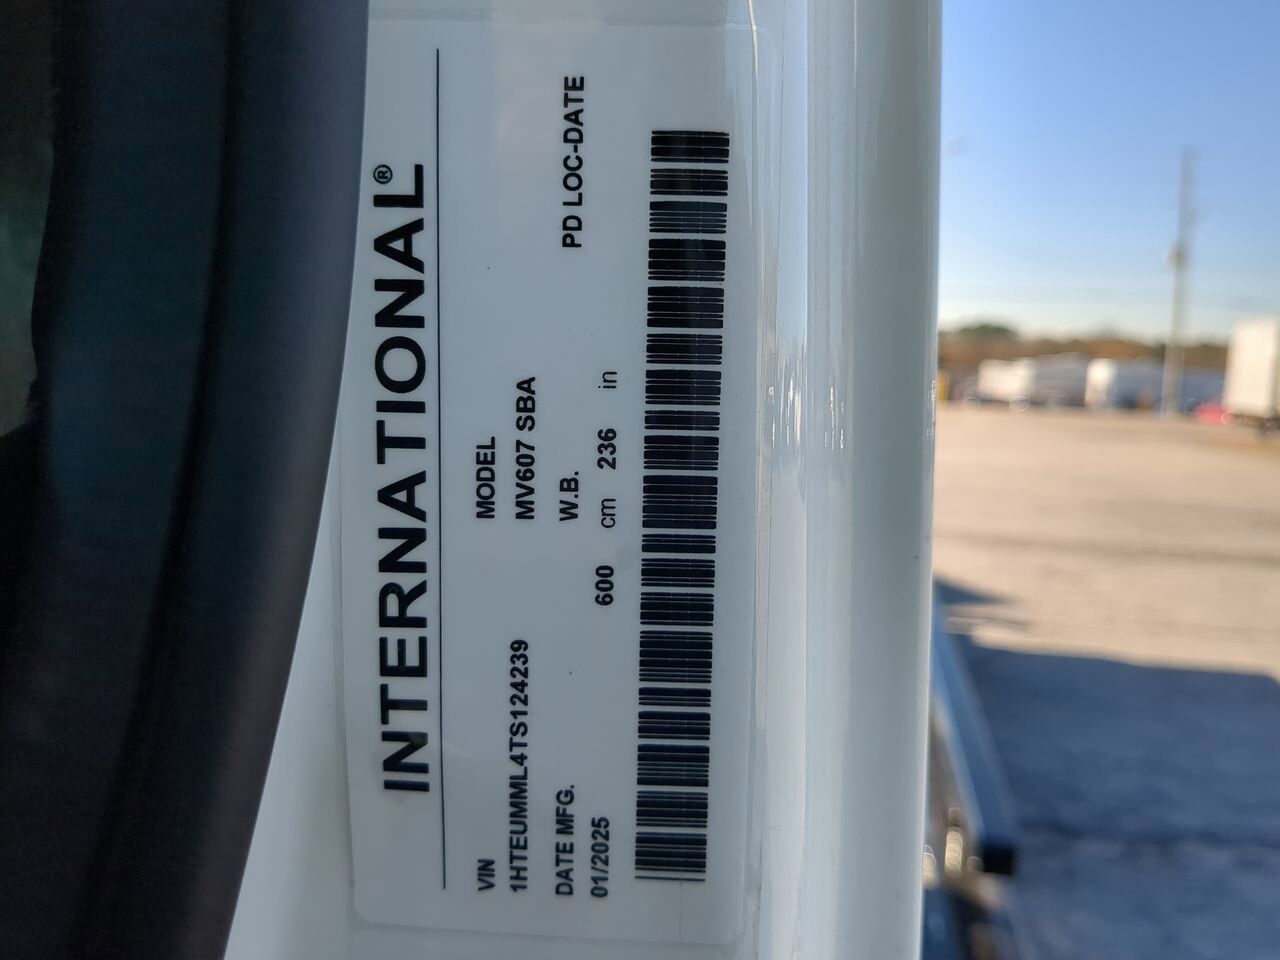 INTERNATIONAL®
VIN MODEL
1HTEUMML4TS124239 MV607 SBA
DATE MFG. W.B. PD LOC-DATE
01/2025 600 cm 236 in